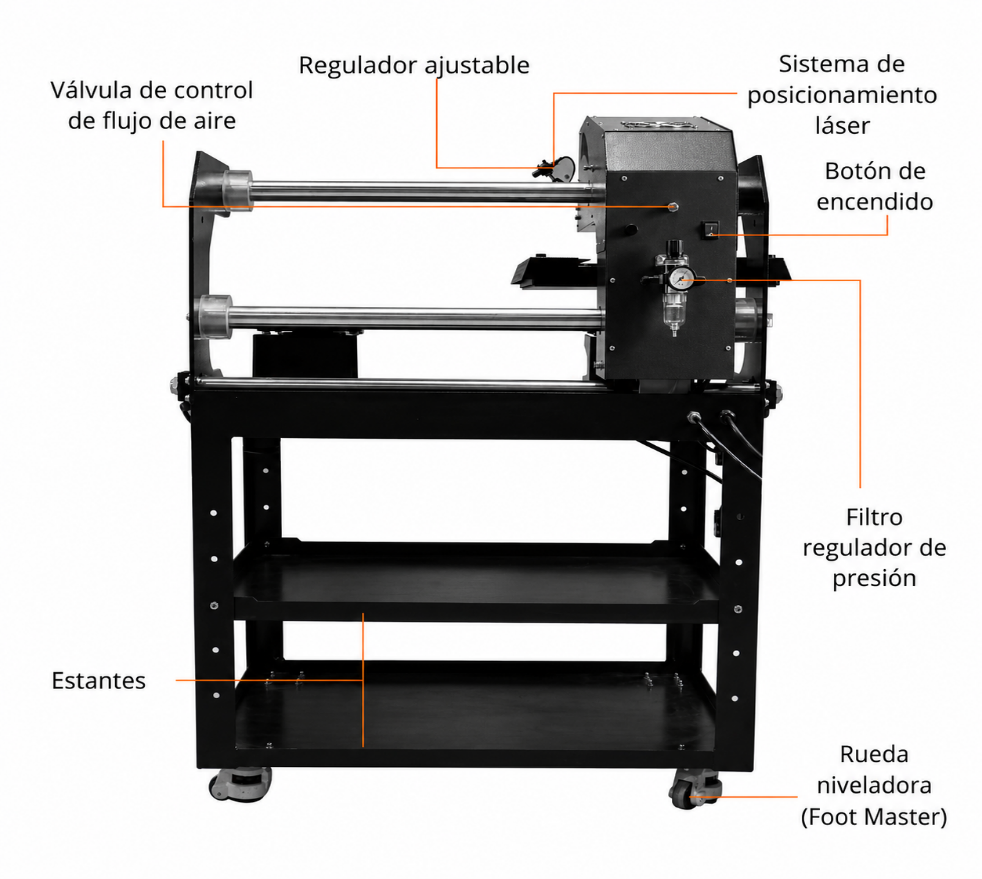 Regulador ajustable
Sistema de
posicionamiento
láser
Válvula de control
de flujo de aire
Botón de
encendido
Filtro
regulador de
presión
Estantes
Rueda
niveladora
(Foot Master)